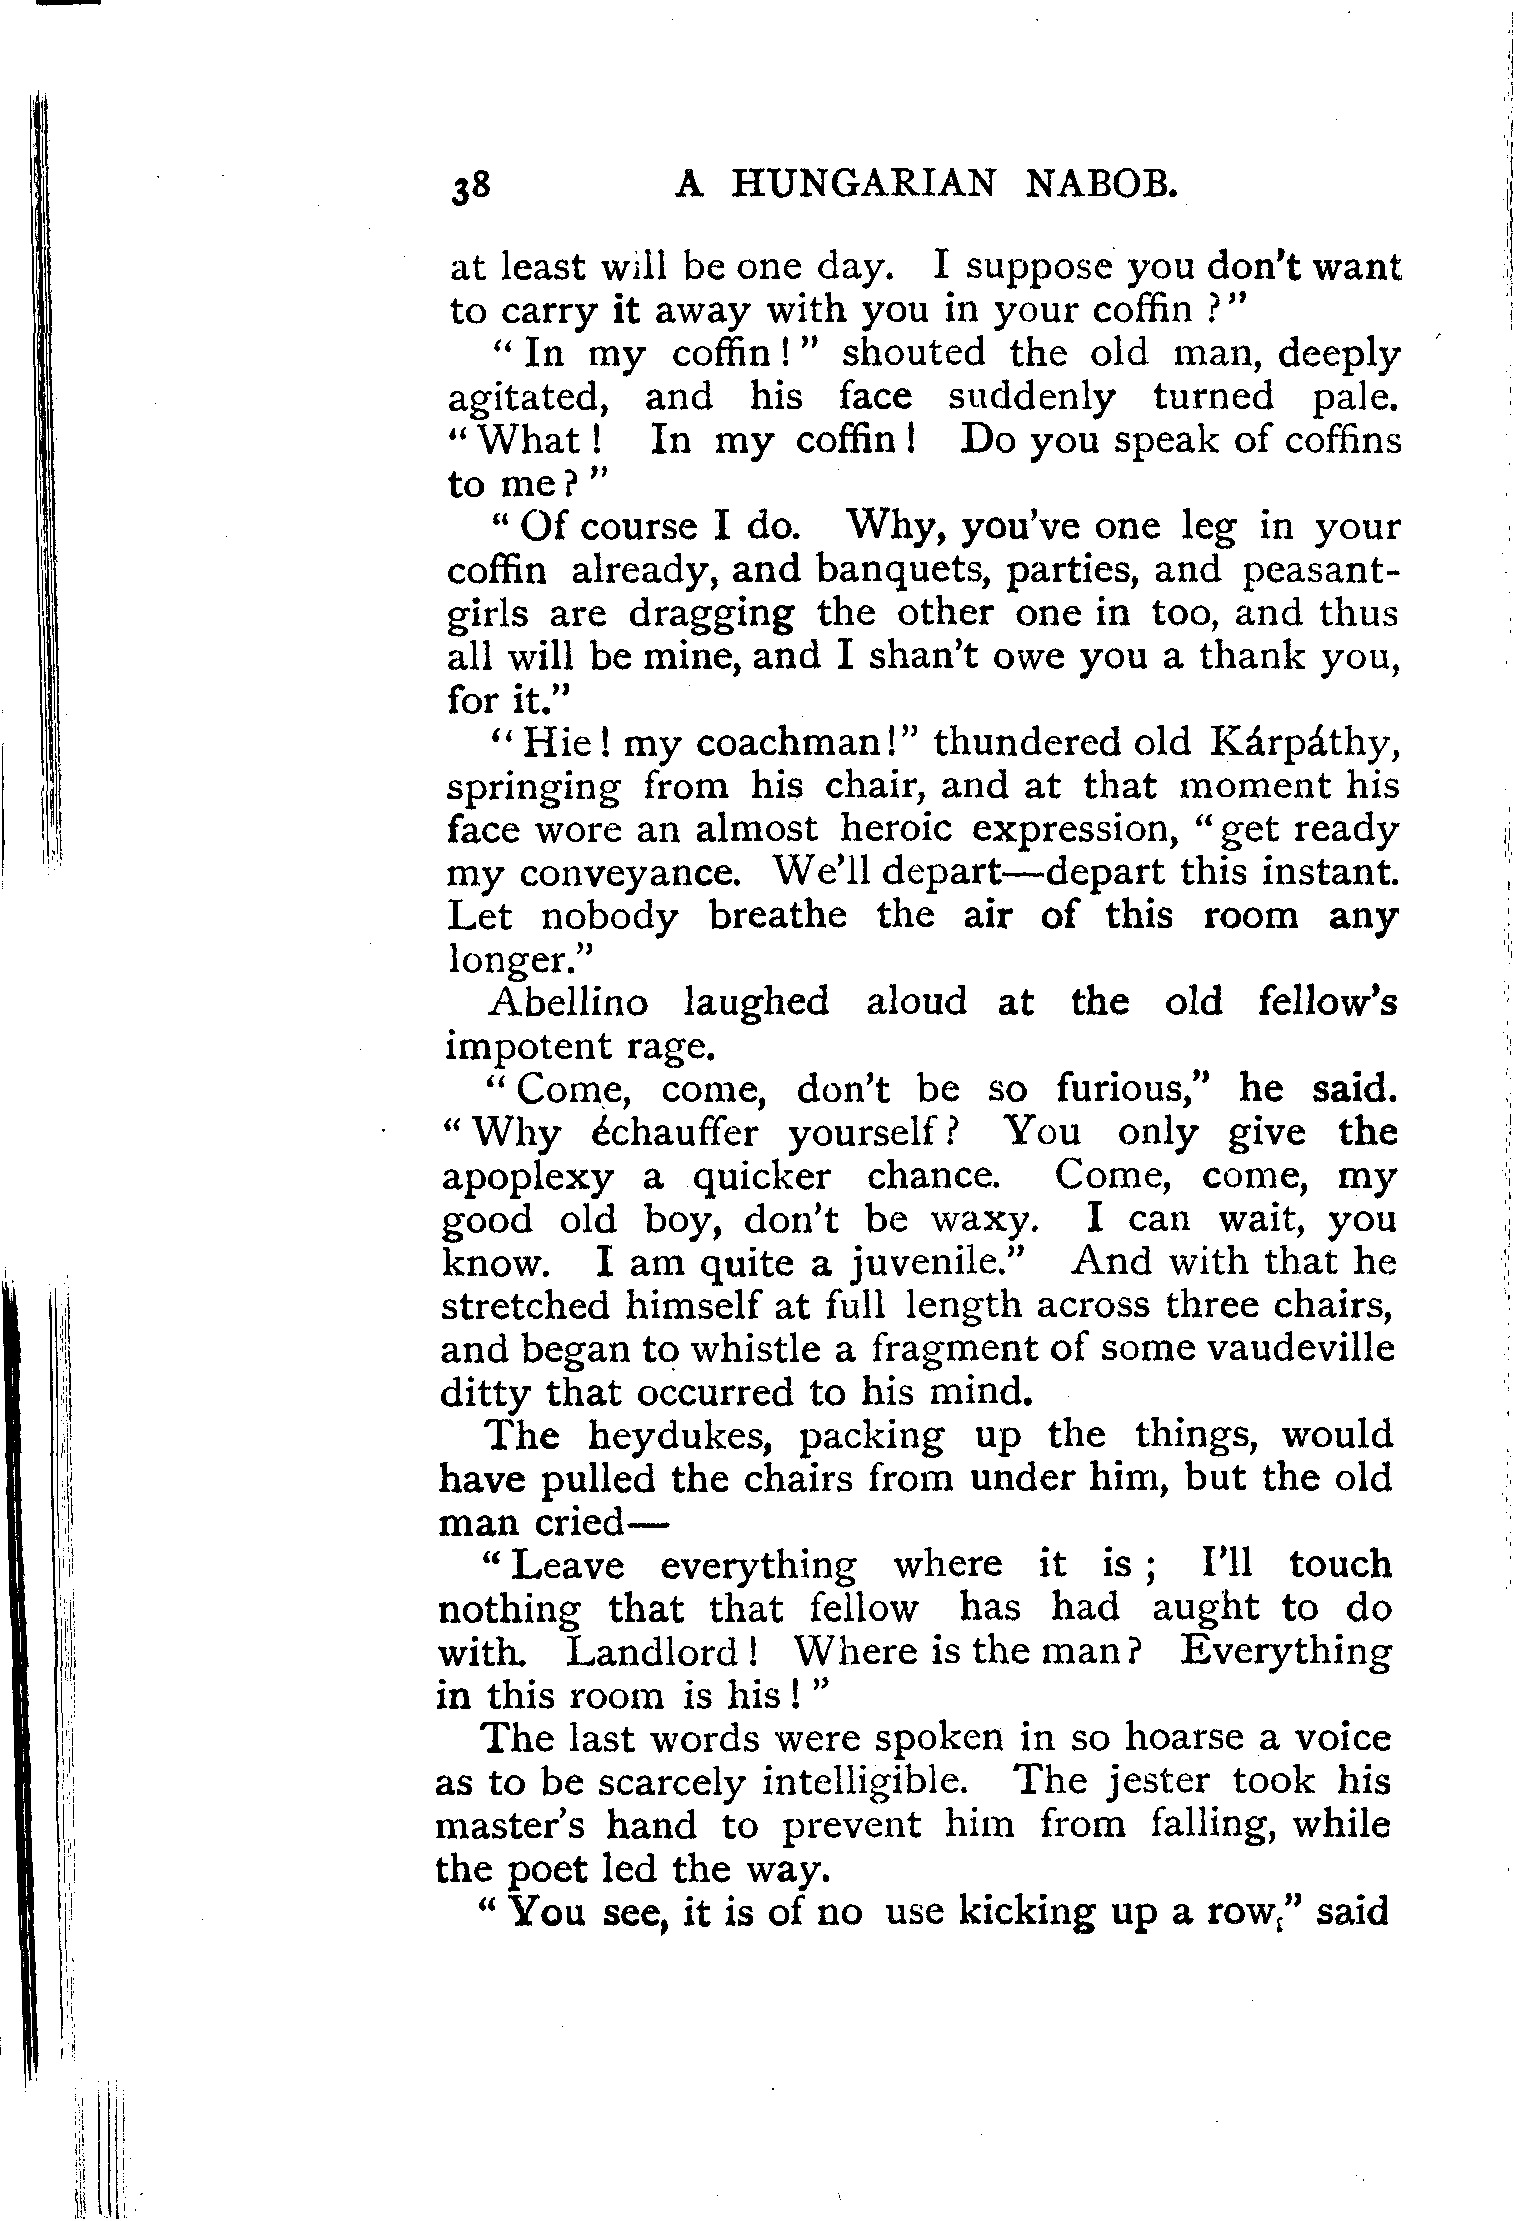 38 A HUNGARIAN NABOB.
at least will be one day. I suppose you don't want
to carry it away with you in your coffin ?"
" In my coffin ! " shouted the old man, deeply
agitated, and his face suddenly turned pale.
" What ! In my coffin ! Do you speak of coffins
to me ? "
" Of course I do. Why, you've one leg in your
coffin already, and banquets, parties, and peasant-
girls are dragging the other one in too, and thus
all will be mine, and I shan't owe you a thank you,
for it."
" Hie ! my coachman !" thundered old Kárpáthy,
springing from his chair, and at that moment his
face wore an almost heroic expression, " get ready
my conveyance. We'll depart—depart this instant.
Let nobody breathe the air of this room any
longer."
Abellino laughed aloud at the old fellow's
impotent rage.
" Come, come, don't be so furious," he said.
" Why échauffer yourself ? You only give the
apoplexy a quicker chance. Come, come, my
good old boy, don't be waxy. I can wait, you
know. I am quite a juvenile." And with that he
stretched himself at full length across three chairs,
and began to whistle a fragment of some vaudeville
ditty that occurred to his mind.
The heydukes, packing up the things, would
have pulled the chairs from under him, but the old
man cried—
" Leave everything where it is ; I'll touch
nothing that that fellow has had aught to do
with. Landlord ! Where is the man ? Everything
in this room is his ! "
The last words were spoken in so hoarse a voice
as to be scarcely intelligible. The jester took his
master's hand to prevent him from falling, while
the poet led the way.
" You see, it is of no use kicking up a row," said